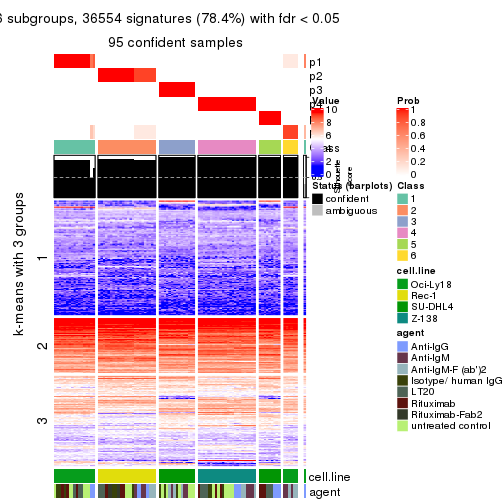 6 subgroups, 36554 signatures (78.4%) with fdr < 0.05
95 confident samples
p1
p2
p3
p4
Value
10
8
6
4
2
0
Prob
1
0.8
0.6
0.4
0.2
0
Silhouette
score
Status (barplots)
confident
ambiguous
Class
1
2
3
4
5
6
cell.line
Oci-Ly18
Rec-1
SU-DHL4
Z-138
agent
Anti-IgG
Anti-IgM
Anti-IgM-F (ab')2
Isotype/ human IgG
LT20
Rituximab
Rituximab-Fab2
untreated control
k-means with 3 groups
1
2
3
cell.line
agent